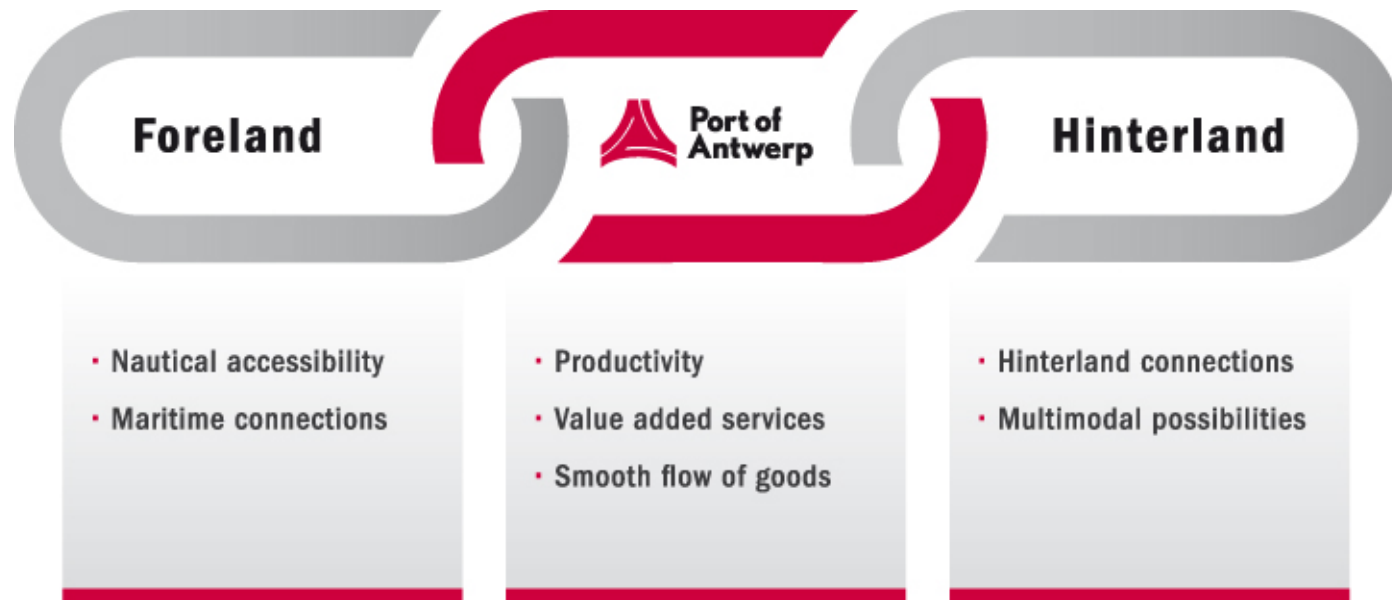 Foreland
Port of
Antwerp
Hinterland
· Nautical accessibility
· Maritime connections
· Productivity
· Value added services
· Smooth flow of goods
· Hinterland connections
· Multimodal possibilities